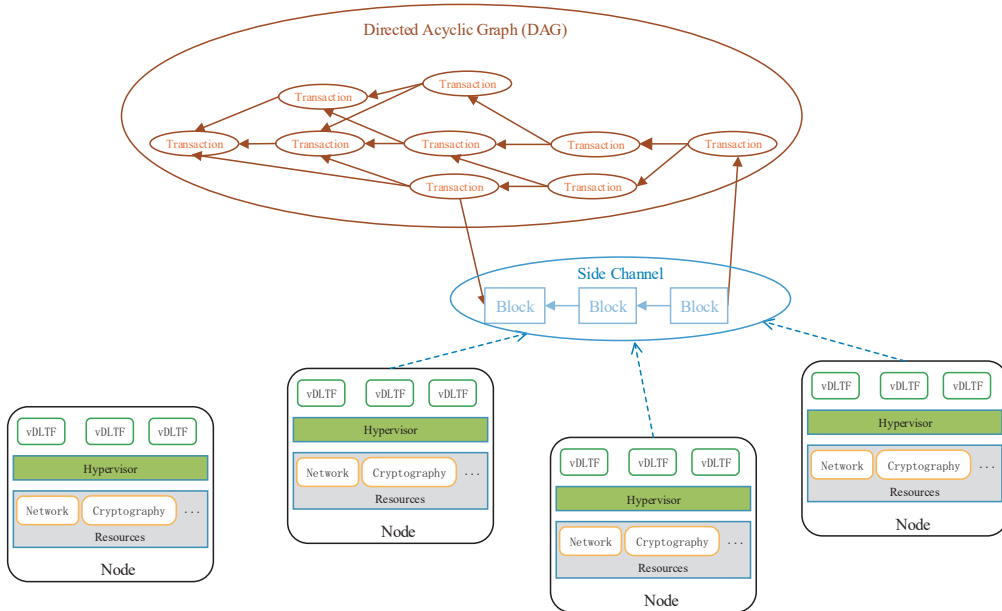 Directed Acyclic Graph (DAG)
Transaction
Transaction
Transaction
Transaction
Transaction
Transaction
Transaction
Transaction
Transaction
Side Channel
Block
Block
Block
vDLTF
vDLTF
vDLTF
Hypervisor
Network
Cryptography
...
Resources
Node
vDLTF
vDLTF
vDLTF
Hypervisor
Network
Cryptography
...
Resources
Node
vDLTF
vDLTF
vDLTF
Hypervisor
Network
Cryptography
...
Resources
Node
vDLTF
vDLTF
vDLTF
Hypervisor
Network
Cryptography
...
Resources
Node